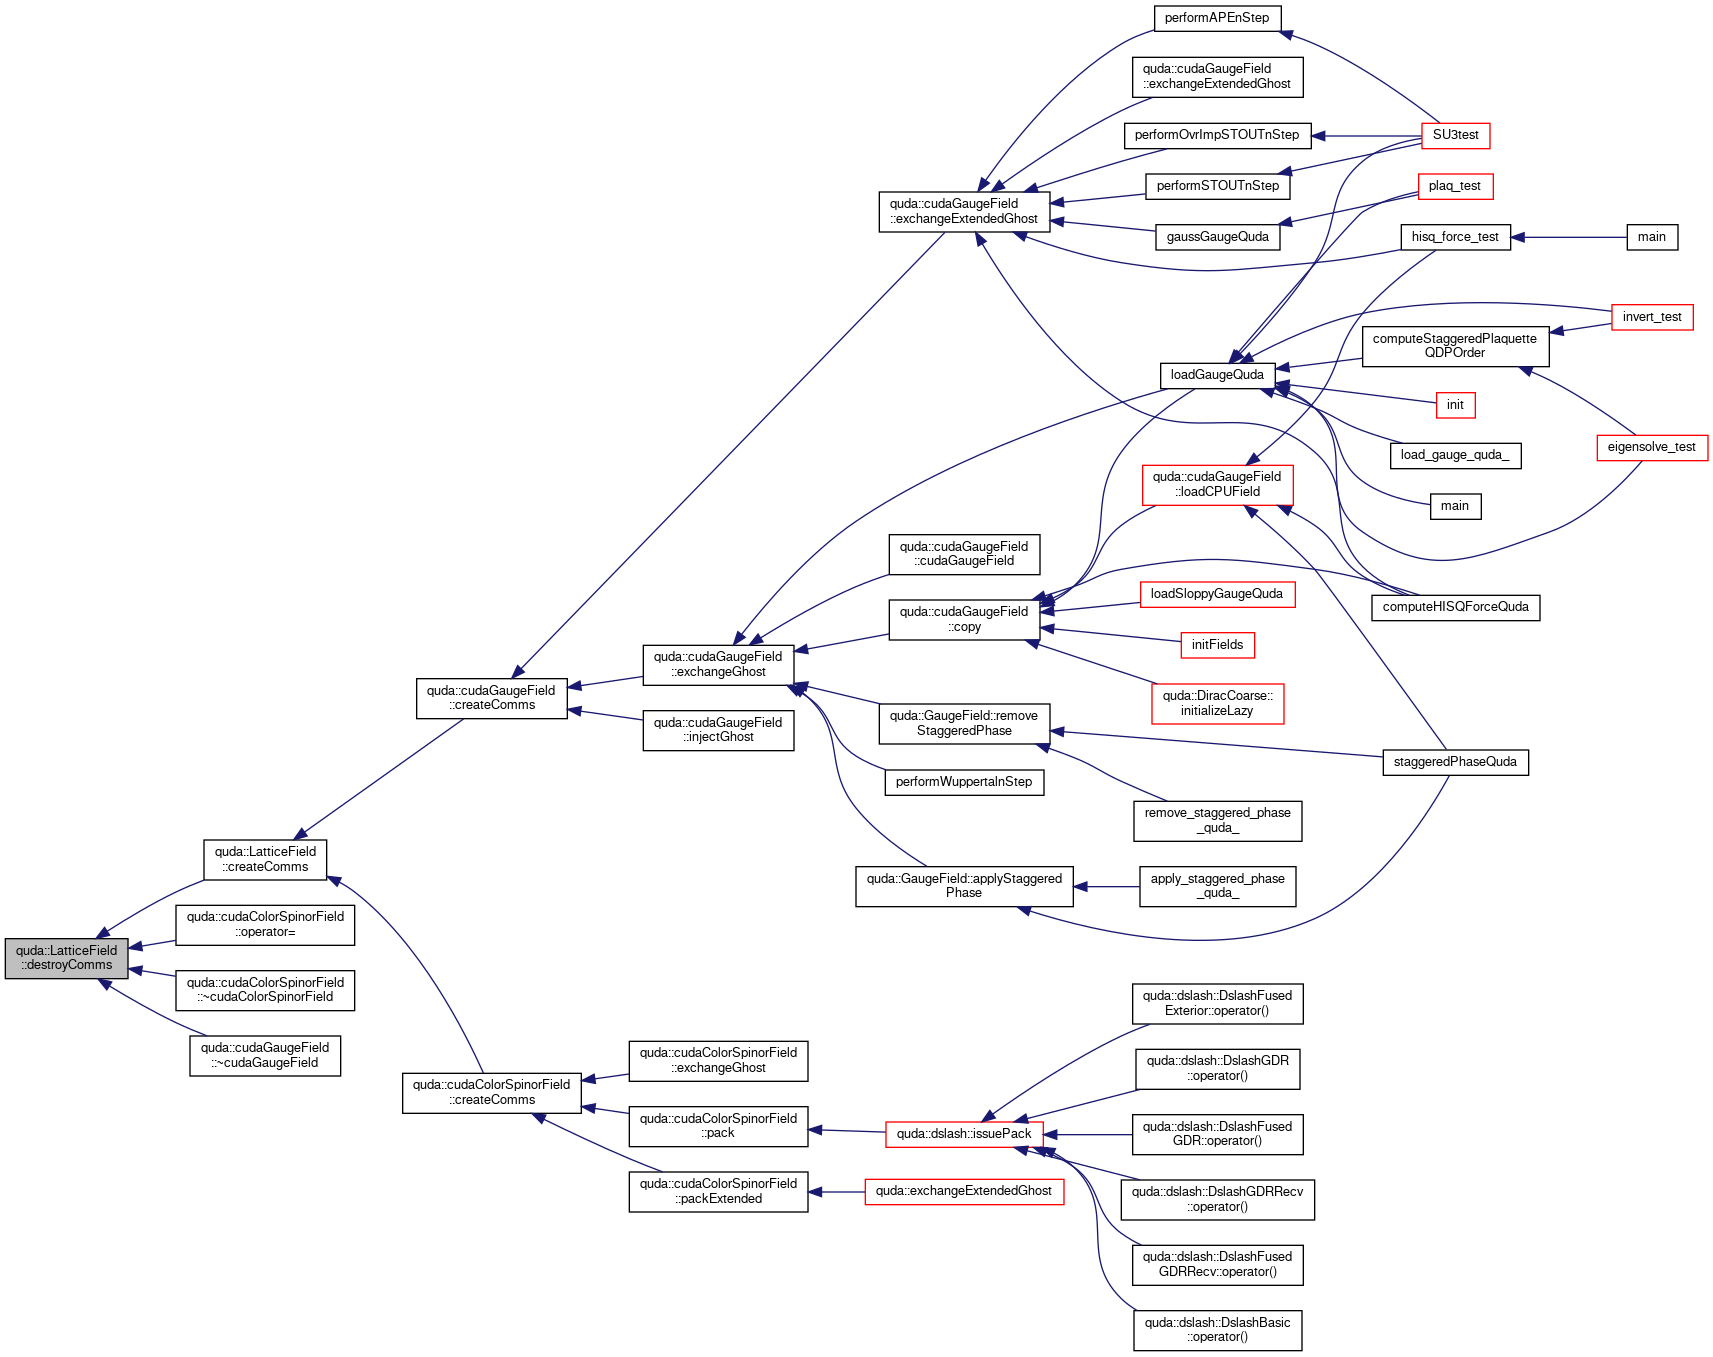 performAPEnStep
quda::cudaGaugeField
::exchangeExtendedGhost
performOvrImpSTOUTnStep
SU3test
performSTOUTnStep
plaq_test
quda::cudaGaugeField
::exchangeExtendedGhost
gaussGaugeQuda
hisq_force_test
main
invert_test
computeStaggeredPlaquette
QDPOrder
loadGaugeQuda
init
load_gauge_quda_
eigensolve_test
quda::cudaGaugeField
::loadCPUField
main
quda::cudaGaugeField
::cudaGaugeField
loadSloppyGaugeQuda
computeHISQForceQuda
quda::cudaGaugeField
::copy
initFields
quda::cudaGaugeField
::exchangeGhost
quda::cudaGaugeField
::createComms
quda::DiracCoarse::
initializeLazy
quda::GaugeField::remove
StaggeredPhase
quda::cudaGaugeField
::injectGhost
staggeredPhaseQuda
performWuppertalnStep
remove_staggered_phase
_quda_
quda::LatticeField
::createComms
quda::GaugeField::applyStaggered
Phase
apply_staggered_phase
_quda_
quda::cudaColorSpinorField
::operator=
quda::LatticeField
::destroyComms
quda::cudaColorSpinorField
::~cudaColorSpinorField
quda::dslash::DslashFused
Exterior::operator()
quda::cudaGaugeField
::~cudaGaugeField
quda::cudaColorSpinorField
::exchangeGhost
quda::dslash::DslashGDR
::operator()
quda::cudaColorSpinorField
::createComms
quda::cudaColorSpinorField
::pack
quda::dslash::issuePack
quda::dslash::DslashFused
GDR::operator()
quda::cudaColorSpinorField
::packExtended
quda::exchangeExtendedGhost
quda::dslash::DslashGDRRecv
::operator()
quda::dslash::DslashFused
GDRRecv::operator()
quda::dslash::DslashBasic
::operator()